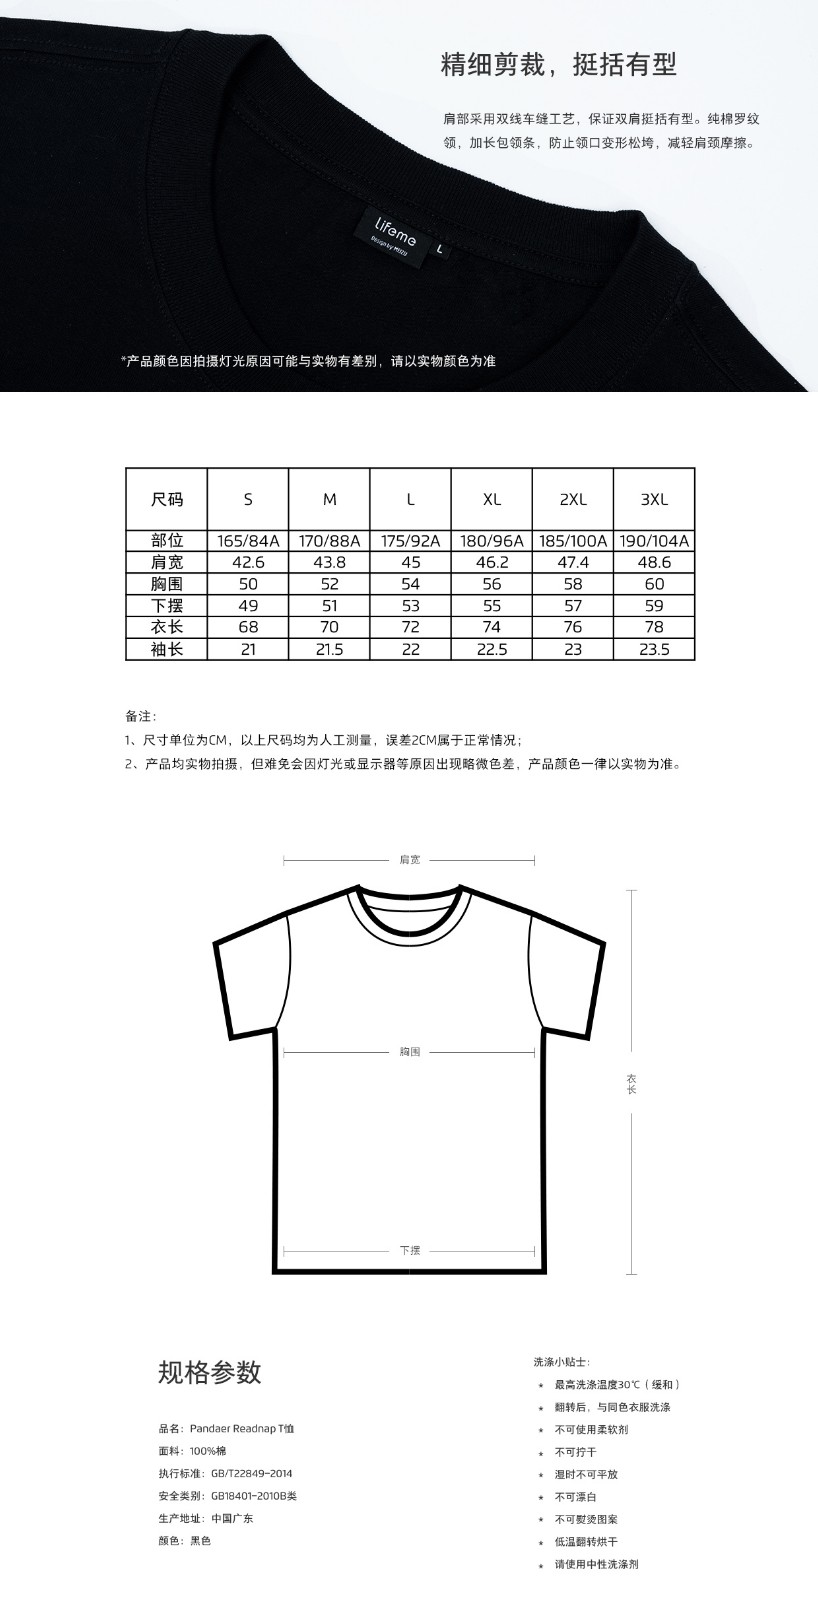 精细剪裁，挺括有型
肩部采用双线车缝工艺，保证双肩挺括有型。纯棉罗纹
领，加长包领条，防止领口变形松垮，减轻肩颈摩擦。
Lifeme
Design by MEIZU
L
*产品颜色因拍摄灯光原因可能与实物有差别，请以实物颜色为准
尺码 S M L XL 2XL 3XL
部位 165/84A 170/88A 175/92A 180/96A 185/100A 190/104A
肩宽 42.6 43.8 45 46.2 47.4 48.6
胸围 50 52 54 56 58 60
下摆 49 51 53 55 57 59
衣长 68 70 72 74 76 78
袖长 21 21.5 22 22.5 23 23.5
备注：
1、尺寸单位为CM，以上尺码均为人工测量，误差2CM属于正常情况；
2、产品均实物拍摄，但难免会因灯光或显示器等原因出现略微色差，产品颜色一律以实物为准。
肩宽
胸围
衣长
下摆
规格参数
品名：Pandaer Readnap T恤
面料：100%棉
执行标准：GB/T22849-2014
安全类别：GB18401-2010B类
生产地址：中国广东
颜色：黑色
洗涤小贴士：
* 最高洗涤温度30℃（缓和）
* 翻转后，与同色衣服洗涤
* 不可使用柔软剂
* 不可拧干
* 湿时不可平放
* 不可漂白
* 不可熨烫图案
* 低温翻转烘干
* 请使用中性洗涤剂